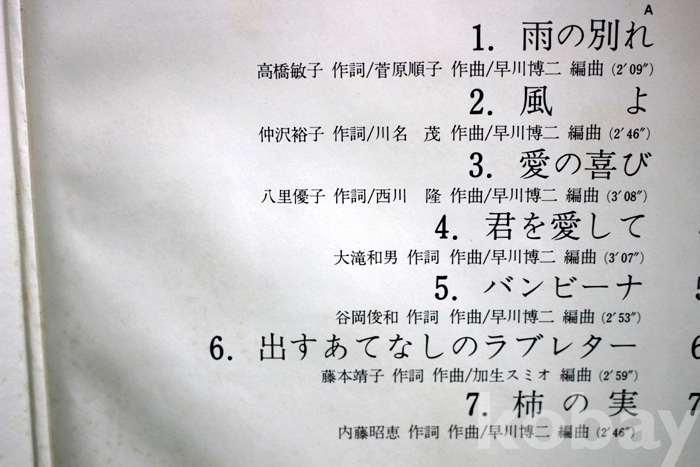 A
1. 雨の別れ
高橋敏子 作詞/菅原順子 作曲/早川博二 編曲 (2′09″)
2. 風　よ
仲沢裕子 作詞/川名　茂 作曲/早川博二 編曲 (2′46″)
3. 愛の喜び
八里優子 作詞/西川　隆 作曲/早川博二 編曲 (3′08″)
4. 君を愛して
大滝和男 作詞 作曲/早川博二 編曲 (3′07″)
5. バンビーナ
谷岡俊和 作詞 作曲/早川博二 編曲 (2′53″)
6. 出すあてなしのラブレター
藤本靖子 作詞 作曲/加生スミオ 編曲 (2′59″)
7. 柿の実
内藤昭恵 作詞 作曲/早川博二 編曲 (2′46″)
kebay